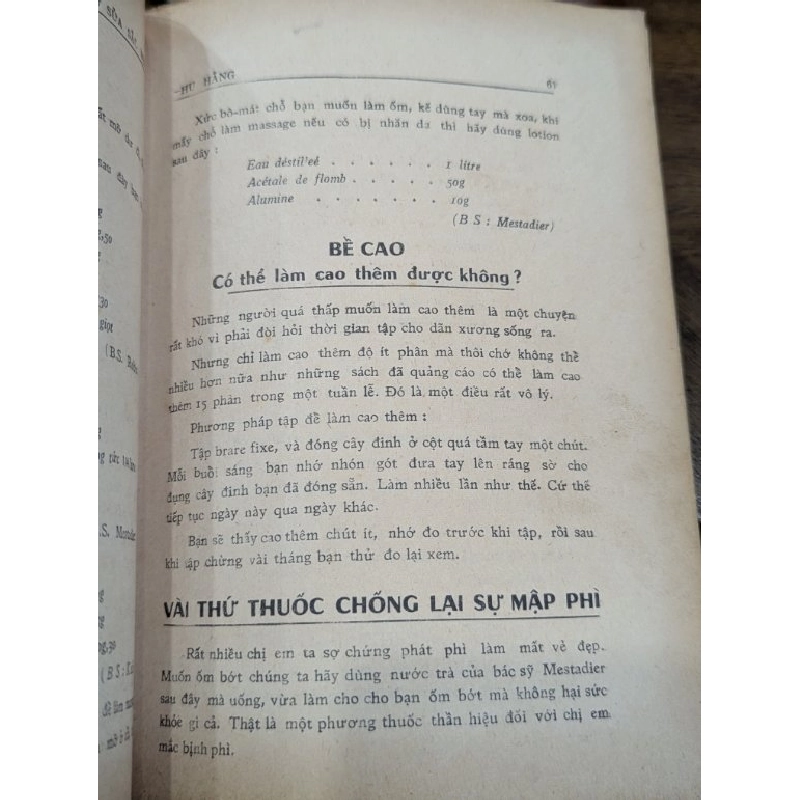 SỬA SẮC
HẰNG 61
Xức bô-mát chỗ bạn muốn làm ốm, kế dùng tay mà xoa, khi
mấy chỗ làm massage nếu có bị nhăn da thì hãy dùng lotion
sau đây :
Eau déstil'eé . . . . . . 1 litre
Acétale de flomb . . . . . 50g
Alumine . . . . . . . 10g
(B S : Mestadier)
BỀ CAO
Có thể làm cao thêm được không ?
Những người quá thấp muốn làm cao thêm là một chuyện
rất khó vì phải đòi hỏi thời gian tập cho dãn xương sống ra.
Nhưng chỉ làm cao thêm độ ít phân mà thôi chớ không thể
nhiều hơn nữa như những sách đã quảng cáo có thể làm cao
thêm 15 phân trong một tuần lễ. Đó là một điều rất vô lý.
Phương pháp tập để làm cao thêm :
Tập brare fixe, và đóng cây đinh ở cột quá tầm tay một chút.
Mỗi buổi sáng bạn nhớ nhón gót đưa tay lên ráng sờ cho
đụng cây đinh bạn đã đóng sẵn. Làm nhiều lần như thế. Cứ thế
tiếp tục ngày này qua ngày khác.
Bạn sẽ thấy cao thêm chút ít, nhớ đo trước khi tập, rồi sau
khi tập chừng vài tháng bạn thử đo lại xem.
VÀI THỨ THUỐC CHỐNG LẠI SỰ MẬP PHÌ
Rất nhiều chị em ta sợ chứng phát phì làm mất vẻ đẹp.
Muốn ốm bớt chúng ta hãy dùng nước trà của bác sỹ Mestadier
sau đây mà uống, vừa làm cho cho bạn ốm bớt mà không hại sức
khỏe gì cả. Thật là một phương thuốc thần hiệu đối với chị em
mắc bịnh phì.